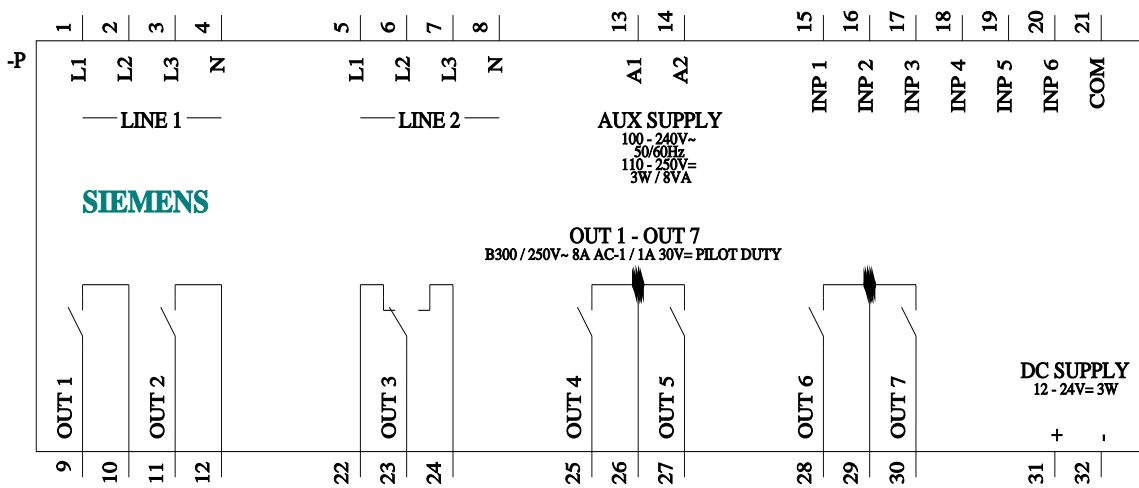 1 2 3 4 5 6 7 8 13 14 15 16 17 18 19 20 21
-P
L1 L2 L3 N L1 L2 L3 N A1 A2 INP 1 INP 2 INP 3 INP 4 INP 5 INP 6 COM
LINE 1 LINE 2 AUX SUPPLY
100 - 240V~
50/60Hz
110 - 250V=
3W / 8VA
SIEMENS
OUT 1 - OUT 7
B300 / 250V~ 8A AC-1 / 1A 30V= PILOT DUTY
OUT 1 OUT 2 OUT 3 OUT 4 OUT 5 OUT 6 OUT 7
DC SUPPLY
12 - 24V= 3W
+ -
9 10 11 12 22 23 24 25 26 27 28 29 30 31 32